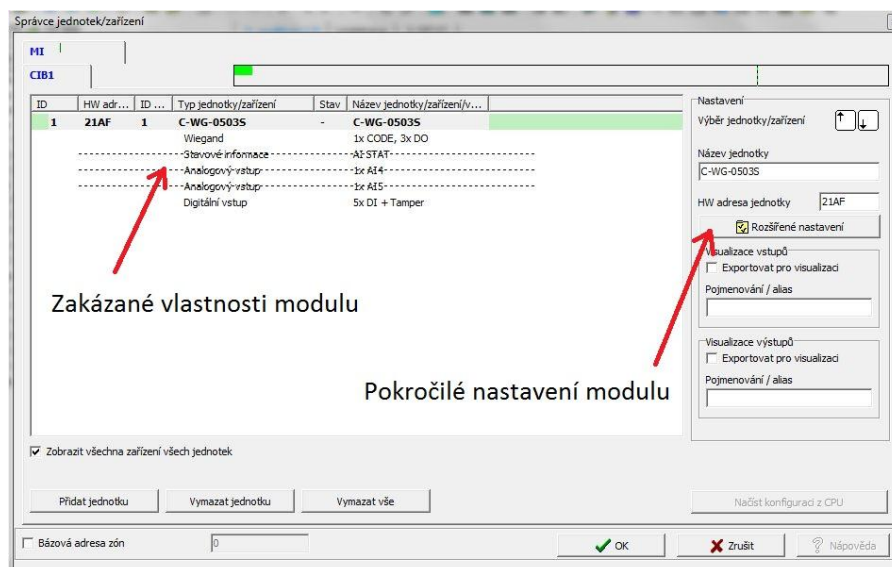 Správce jednotek/zařízení
MI
CIB1
ID HW adr... ID ... Typ jednotky/zařízení Stav Název jednotky/zařízení/v...
1 21AF 1 C-WG-0503S - C-WG-0503S
Wiegand 1x CODE, 3x DO
Stavové informace AI STAT
Analogový vstup 1x AI4
Analogový vstup 1x AI5
Digitální vstup 5x DI + Tamper
Zakázané vlastnosti modulu
Pokročilé nastavení modulu
Zobrazit všechna zařízení všech jednotek
Přidat jednotku Vymazat jednotku Vymazat vše
Nastavení
Výběr jednotky/zařízení
Název jednotky
C-WG-0503S
HW adresa jednotky 21AF
Rozšířené nastavení
Visualizace vstupů
Exportovat pro visualizaci
Pojmenování / alias
Visualizace výstupů
Exportovat pro visualizaci
Pojmenování / alias
Načíst konfiguraci z CPU
Bázová adresa zón 0
OK Zrušit Nápověda